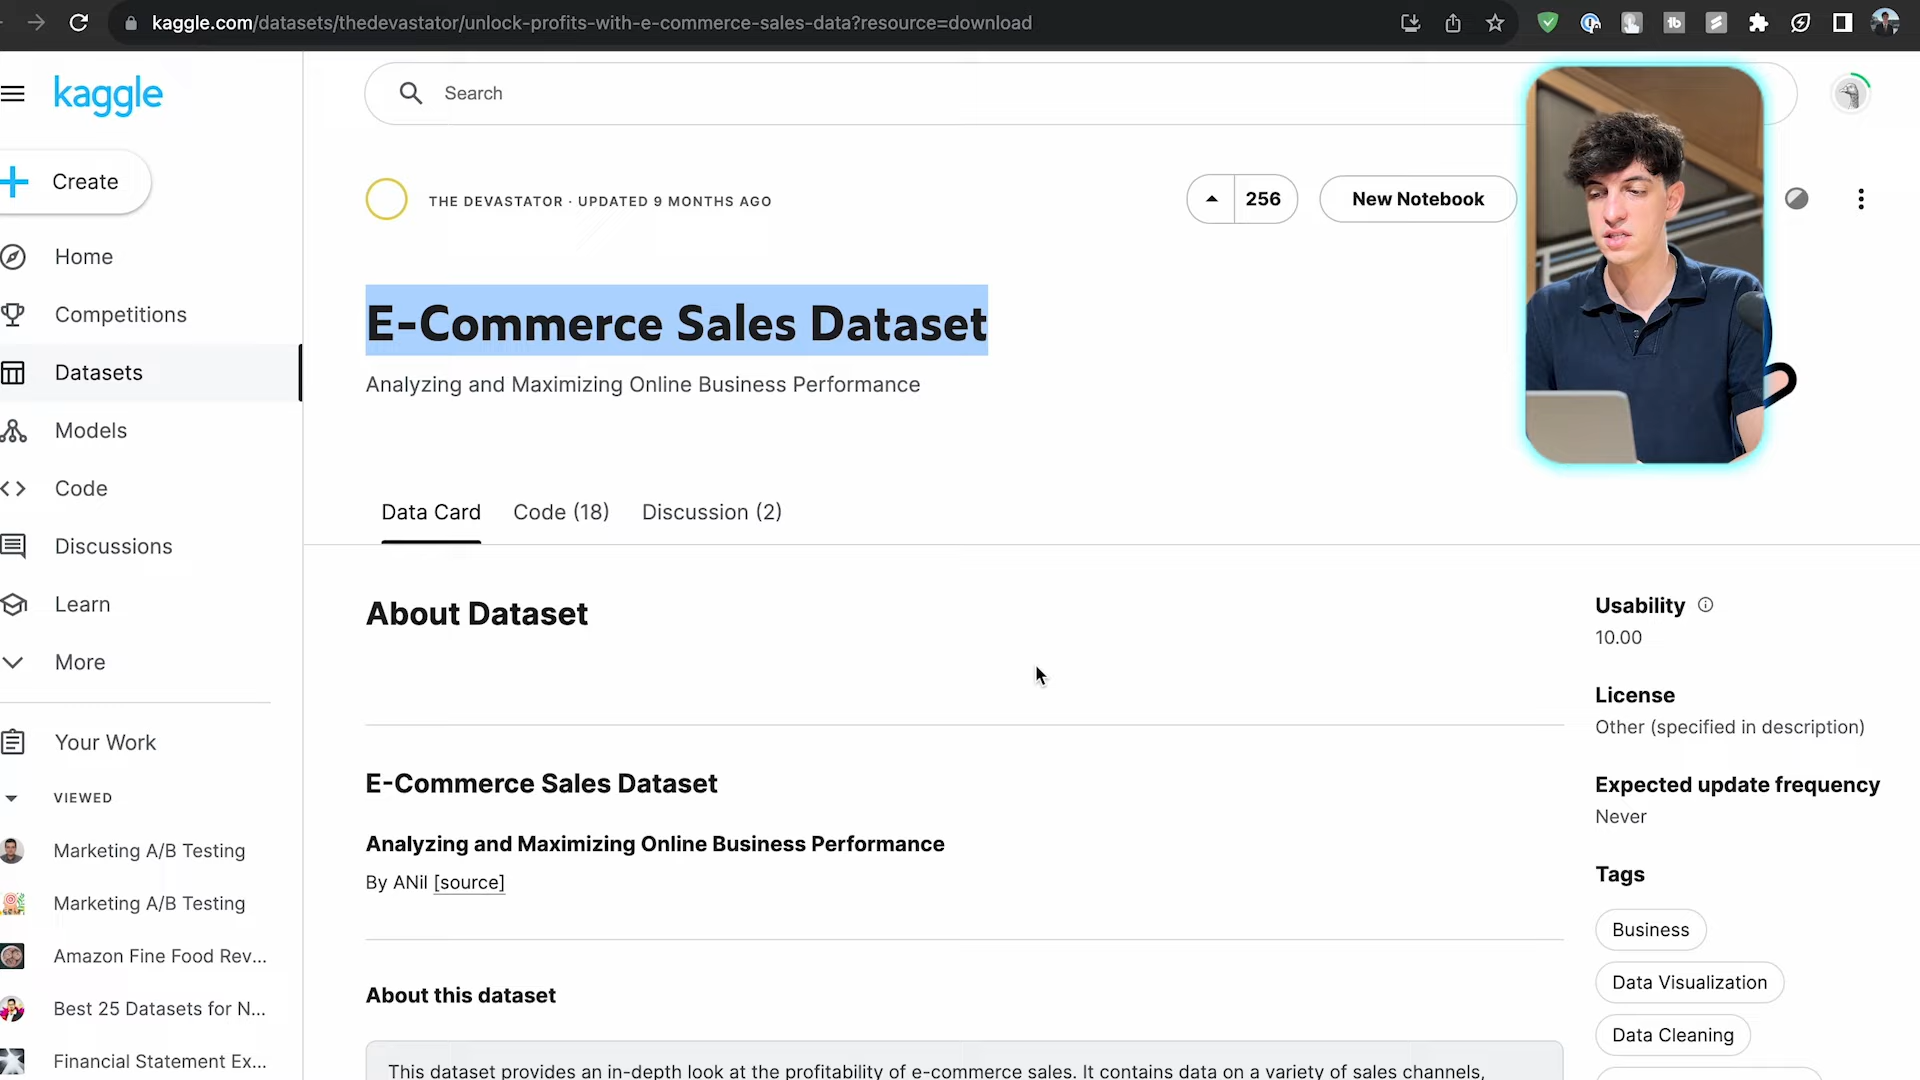 kaggle.com/datasets/thedevastator/unlock-profits-with-e-commerce-sales-data?resource=download
kaggle
Search
Create
THE DEVASTATOR · UPDATED 9 MONTHS AGO
256
New Notebook
Home
Competitions
Datasets
Models
Code
Discussions
Learn
More
Your Work
VIEWED
Marketing A/B Testing
Marketing A/B Testing
Amazon Fine Food Rev...
Best 25 Datasets for N...
Financial Statement Ex...
E-Commerce Sales Dataset
Analyzing and Maximizing Online Business Performance
Data Card
Code (18)
Discussion (2)
About Dataset
E-Commerce Sales Dataset
Analyzing and Maximizing Online Business Performance
By ANil [source]
About this dataset
This dataset provides an in-depth look at the profitability of e-commerce sales. It contains data on a variety of sales channels,
Usability
10.00
License
Other (specified in description)
Expected update frequency
Never
Tags
Business
Data Visualization
Data Cleaning